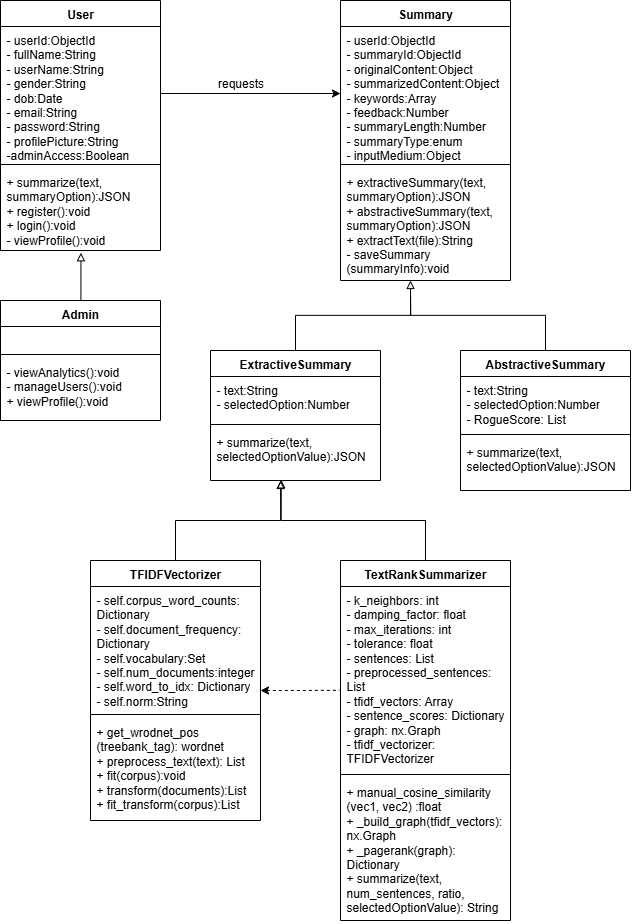 User
- userId:ObjectId
- fullName:String
- userName:String
- gender:String
- dob:Date
- email:String
- password:String
- profilePicture:String
-adminAccess:Boolean
+ summarize(text,
summaryOption):JSON
+ register():void
+ login():void
- viewProfile():void
requests
Summary
- userId:ObjectId
- summaryId:ObjectId
- originalContent:Object
- summarizedContent:Object
- keywords:Array
- feedback:Number
- summaryLength:Number
- summaryType:enum
- inputMedium:Object
+ extractiveSummary(text,
summaryOption):JSON
+ abstractiveSummary(text,
summaryOption):JSON
+ extractText(file):String
- saveSummary
(summaryInfo):void
Admin
- viewAnalytics():void
- manageUsers():void
+ viewProfile():void
ExtractiveSummary
- text:String
- selectedOption:Number
+ summarize(text,
selectedOptionValue):JSON
AbstractiveSummary
- text:String
- selectedOption:Number
- RogueScore: List
+ summarize(text,
selectedOptionValue):JSON
TFIDFVectorizer
- self.corpus_word_counts:
Dictionary
- self.document_frequency:
Dictionary
- self.vocabulary:Set
- self.num_documents:integer
- self.word_to_idx: Dictionary
- self.norm:String
+ get_wrodnet_pos
(treebank_tag): wordnet
+ preprocess_text(text): List
+ fit(corpus):void
+ transform(documents):List
+ fit_transform(corpus):List
TextRankSummarizer
- k_neighbors: int
- damping_factor: float
- max_iterations: int
- tolerance: float
- sentences: List
- preprocessed_sentences:
List
- tfidf_vectors: Array
- sentence_scores: Dictionary
- graph: nx.Graph
- tfidf_vectorizer:
TFIDFVectorizer
+ manual_cosine_similarity
(vec1, vec2) :float
+ _build_graph(tfidf_vectors):
nx.Graph
+ _pagerank(graph):
Dictionary
+ summarize(text,
num_sentences, ratio,
selectedOptionValue): String